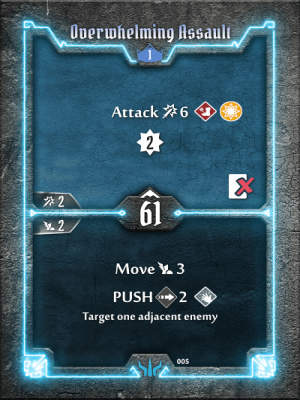 Overwhelming Assault
1
Attack 6
2
2
61
2
Move 3
PUSH 2
Target one adjacent enemy
005